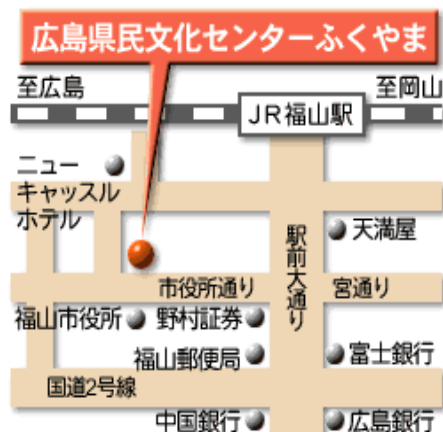 広島県民文化センターふくやま
至広島
至岡山
JR福山駅
ニュー
キャッスル
ホテル
駅前大通り
天満屋
市役所通り
宮通り
福山市役所
野村証券
福山郵便局
富士銀行
国道2号線
中国銀行
広島銀行